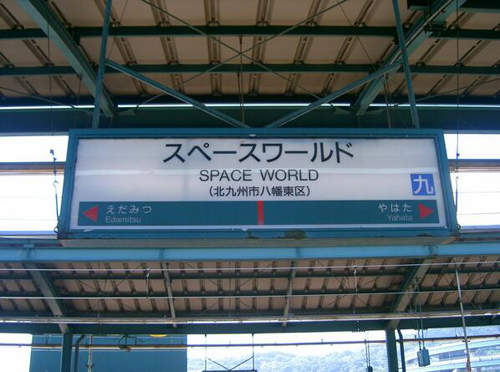 スペースワールド
SPACE WORLD
(北九州市八幡東区)
九
えだみつ やはた
Edamitsu Yahata